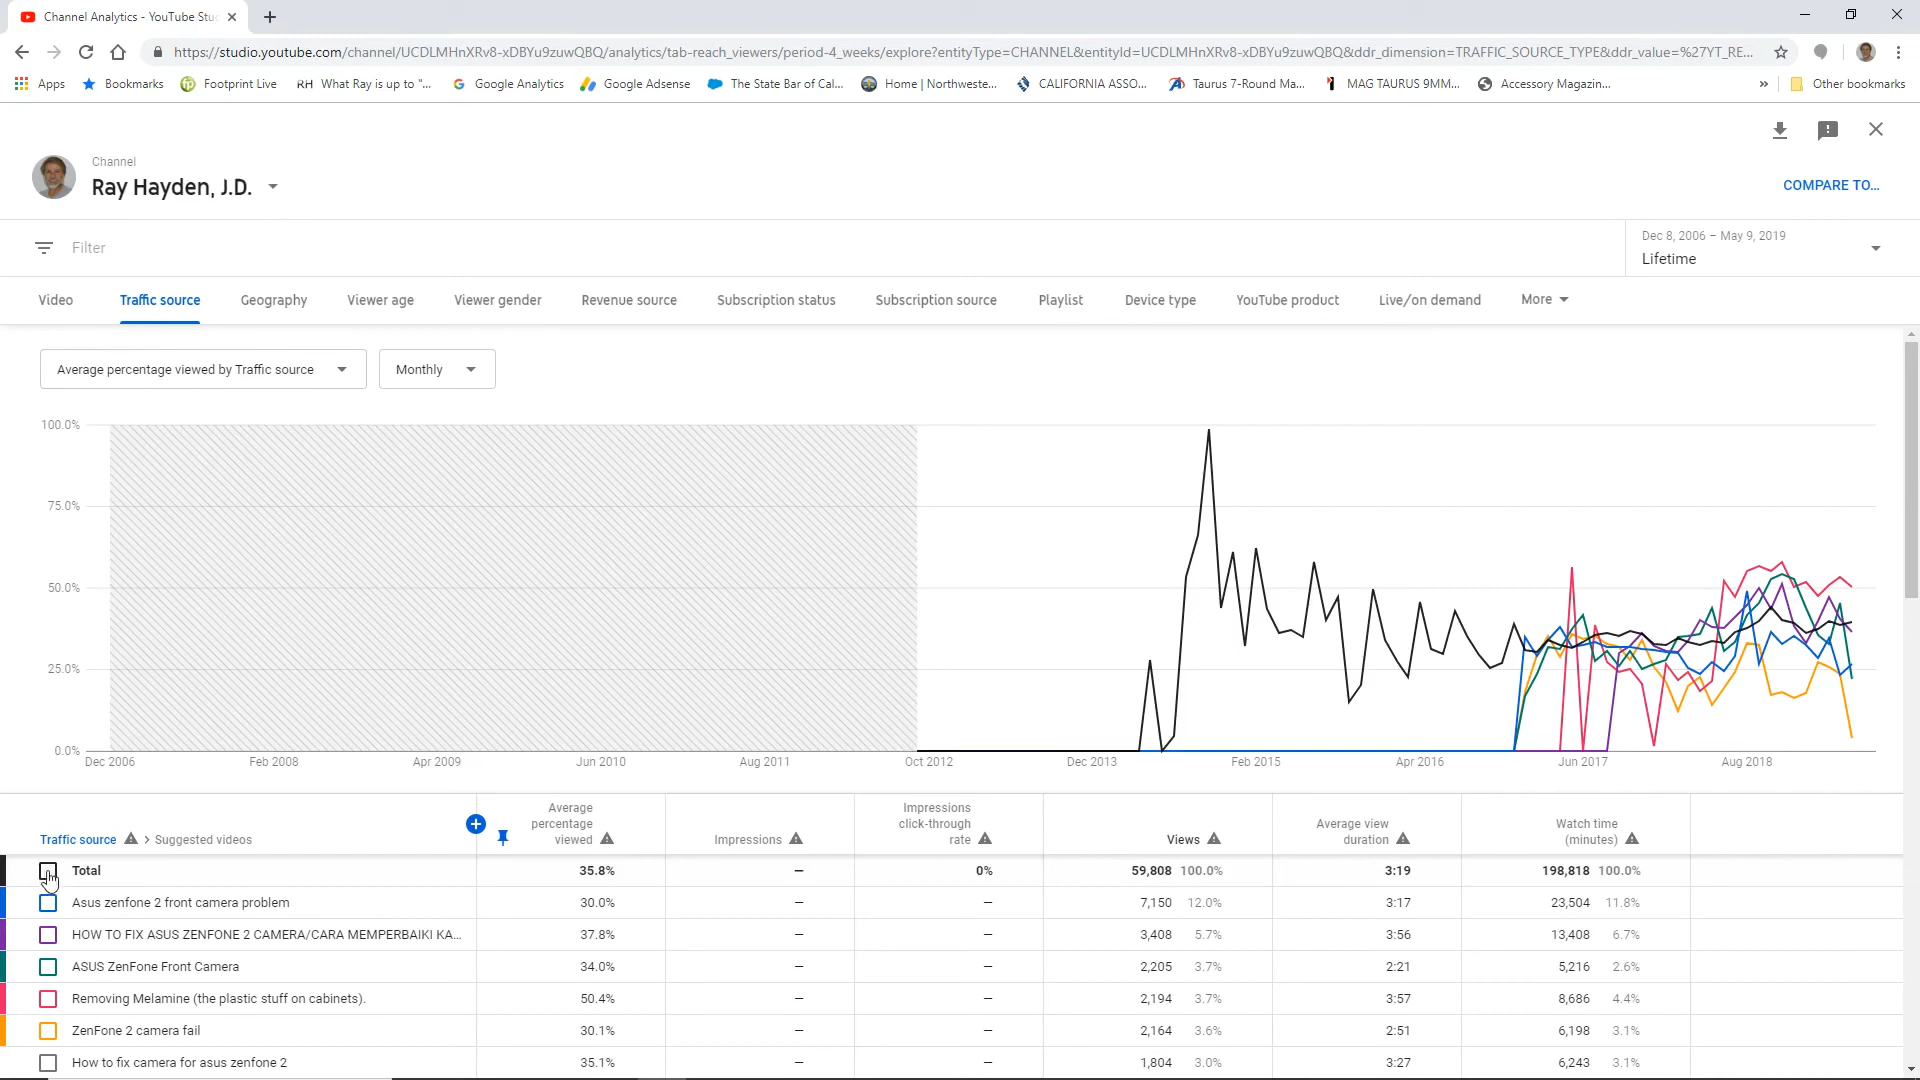 Channel Analytics - YouTube Stu
https://studio.youtube.com/channel/UCDLMHnXRv8-xDBYu9zuwQBQ/analytics/tab-reach_viewers/period-4_weeks/explore?entityType=CHANNEL&entityId=UCDLMHnXRv8-xDBYu9zuwQBQ&ddr_dimension=TRAFFIC_SOURCE_TYPE&ddr_value=%27YT_RE...
Apps Bookmarks Footprint Live RH What Ray is up to "... Google Analytics Google Adsense The State Bar of Cal... Home | Northweste... CALIFORNIA ASSO... Taurus 7-Round Ma... MAG TAURUS 9MM... Accessory Magazin... » Other bookmarks
Channel
Ray Hayden, J.D.
COMPARE TO...
Filter
Dec 8, 2006 – May 9, 2019
Lifetime
Video Traffic source Geography Viewer age Viewer gender Revenue source Subscription status Subscription source Playlist Device type YouTube product Live/on demand More
Average percentage viewed by Traffic source Monthly
100.0%
75.0%
50.0%
25.0%
0.0%
Dec 2006 Feb 2008 Apr 2009 Jun 2010 Aug 2011 Oct 2012 Dec 2013 Feb 2015 Apr 2016 Jun 2017 Aug 2018
Traffic source > Suggested videos Average percentage viewed Impressions Impressions click-through rate Views Average view duration Watch time (minutes)
Total 35.8% — 0% 59,808 100.0% 3:19 198,818 100.0%
Asus zenfone 2 front camera problem 30.0% — — 7,150 12.0% 3:17 23,504 11.8%
HOW TO FIX ASUS ZENFONE 2 CAMERA/CARA MEMPERBAIKI KA... 37.8% — — 3,408 5.7% 3:56 13,408 6.7%
ASUS ZenFone Front Camera 34.0% — — 2,205 3.7% 2:21 5,216 2.6%
Removing Melamine (the plastic stuff on cabinets). 50.4% — — 2,194 3.7% 3:57 8,686 4.4%
ZenFone 2 camera fail 30.1% — — 2,164 3.6% 2:51 6,198 3.1%
How to fix camera for asus zenfone 2 35.1% — — 1,804 3.0% 3:27 6,243 3.1%